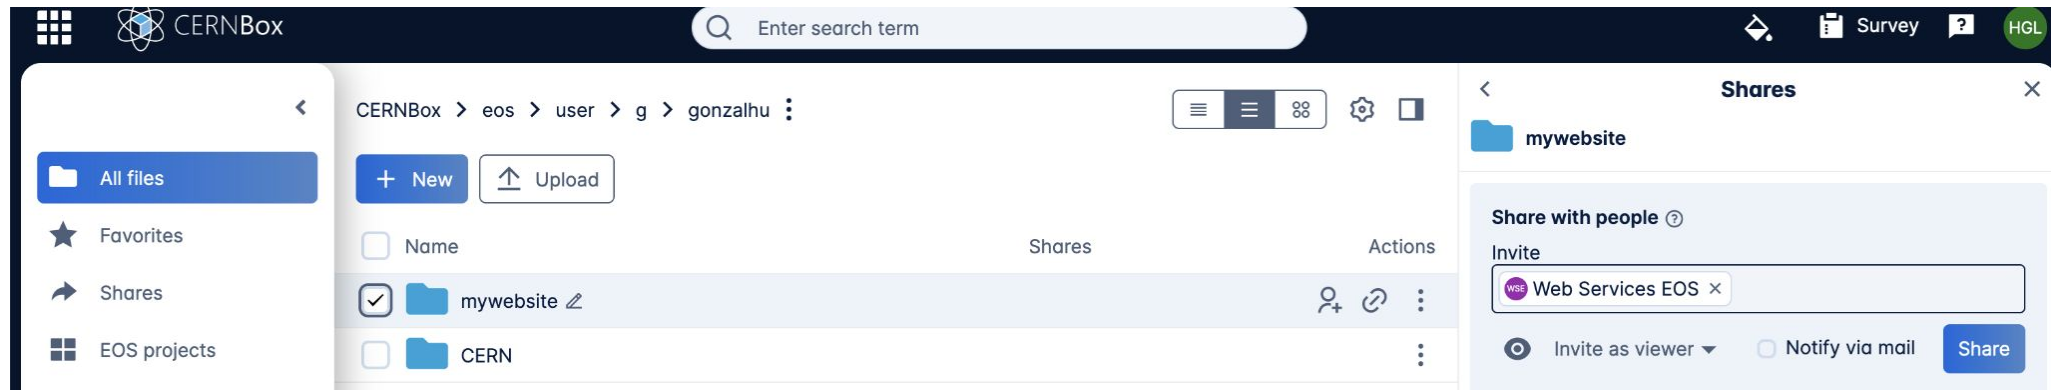 CERNBox
Enter search term
Survey
?
HGL
All files
Favorites
Shares
EOS projects
CERNBox > eos > user > g > gonzalhu
+ New
Upload
Name
Shares
Actions
mywebsite
CERN
Shares
mywebsite
Share with people ?
Invite
WSE Web Services EOS ×
Invite as viewer
Notify via mail
Share